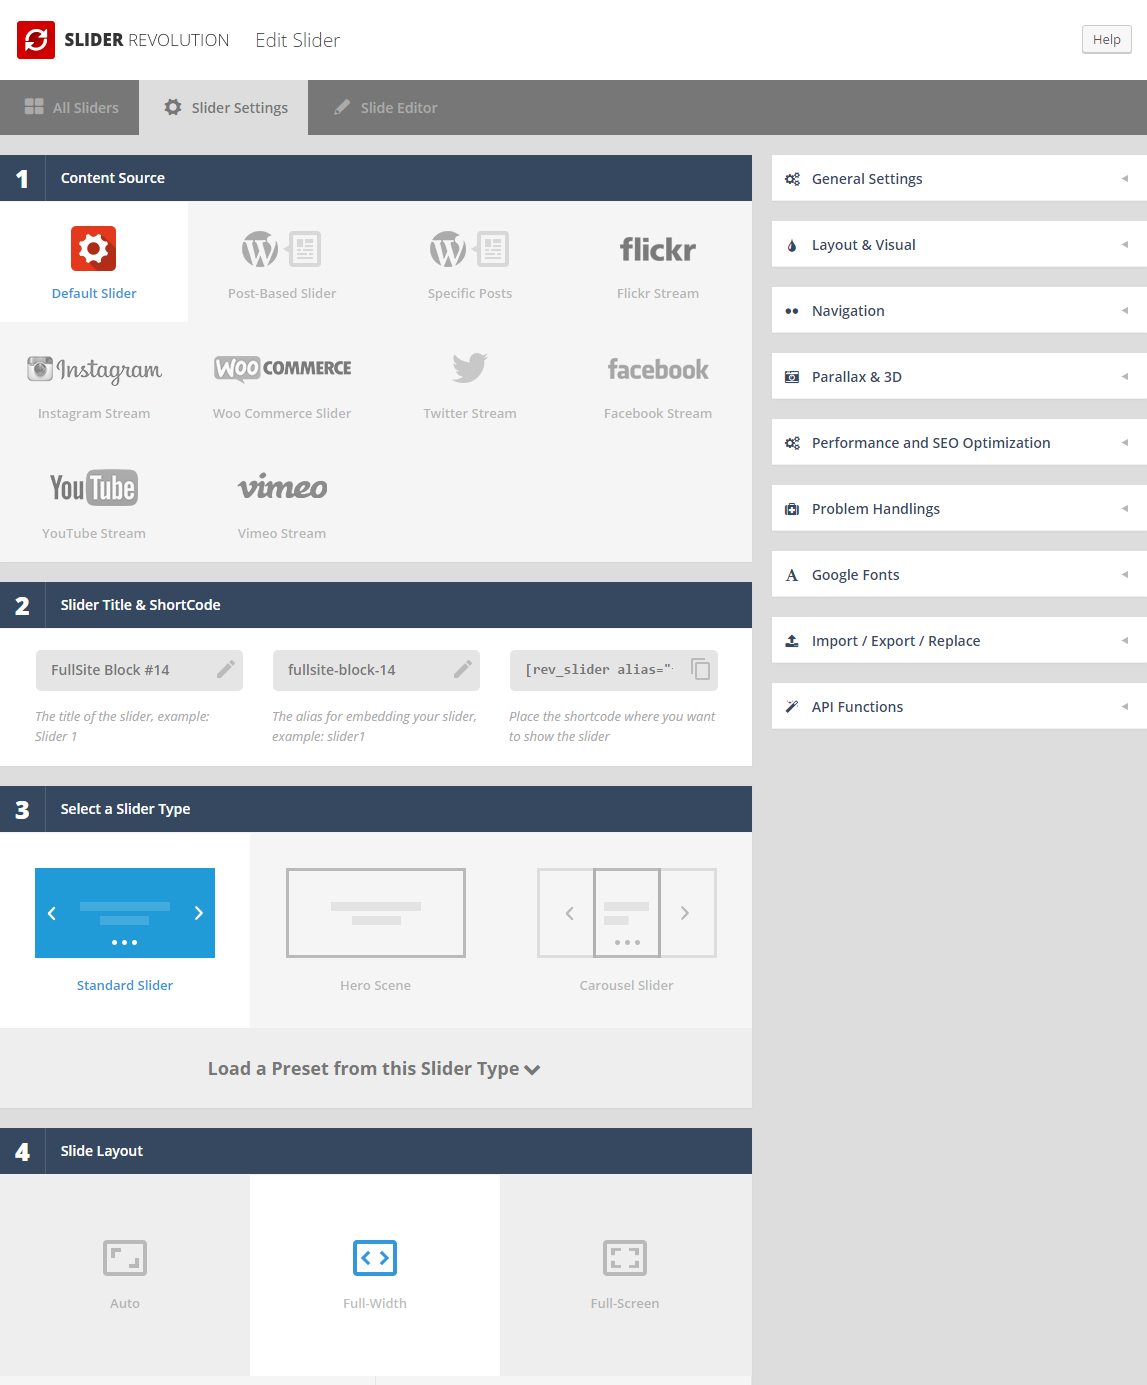 SLIDER REVOLUTION Edit Slider
Help
All Sliders Slider Settings Slide Editor
1 Content Source
Default Slider Post-Based Slider Specific Posts flickr Flickr Stream
Instagram WOO COMMERCE facebook
Instagram Stream Woo Commerce Slider Twitter Stream Facebook Stream
YouTube vimeo
YouTube Stream Vimeo Stream
2 Slider Title & ShortCode
FullSite Block #14 fullsite-block-14 [rev_slider alias="
The title of the slider, example:
Slider 1
The alias for embedding your slider,
example: slider1
Place the shortcode where you want
to show the slider
3 Select a Slider Type
Standard Slider Hero Scene Carousel Slider
Load a Preset from this Slider Type
4 Slide Layout
Auto Full-Width Full-Screen
General Settings
Layout & Visual
Navigation
Parallax & 3D
Performance and SEO Optimization
Problem Handlings
Google Fonts
Import / Export / Replace
API Functions